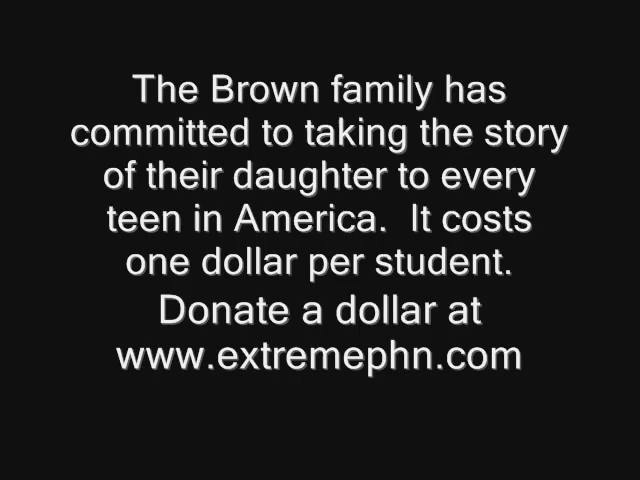 The Brown family has
committed to taking the story
of their daughter to every
teen in America.  It costs
one dollar per student.
Donate a dollar at
www.extremephn.com